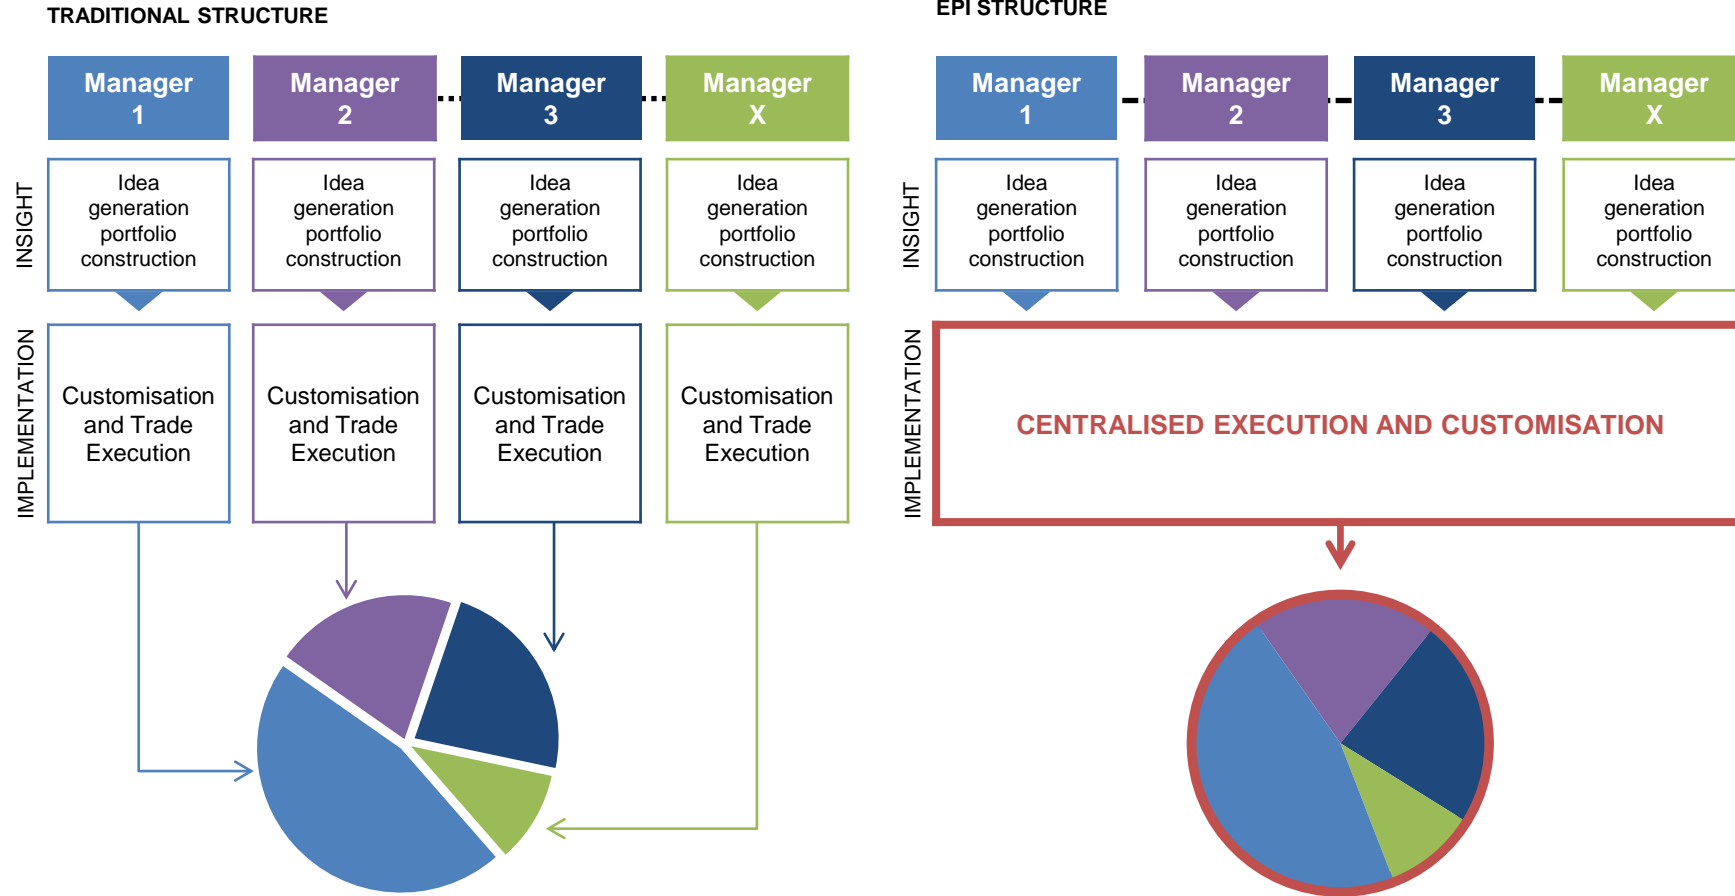 TRADITIONAL STRUCTURE
Manager
1
Manager
2
Manager
3
Manager
X
INSIGHT
Idea
generation
portfolio
construction
Idea
generation
portfolio
construction
Idea
generation
portfolio
construction
Idea
generation
portfolio
construction
IMPLEMENTATION
Customisation
and Trade
Execution
Customisation
and Trade
Execution
Customisation
and Trade
Execution
Customisation
and Trade
Execution
EPI STRUCTURE
Manager
1
Manager
2
Manager
3
Manager
X
INSIGHT
Idea
generation
portfolio
construction
Idea
generation
portfolio
construction
Idea
generation
portfolio
construction
Idea
generation
portfolio
construction
IMPLEMENTATION
CENTRALISED EXECUTION AND CUSTOMISATION